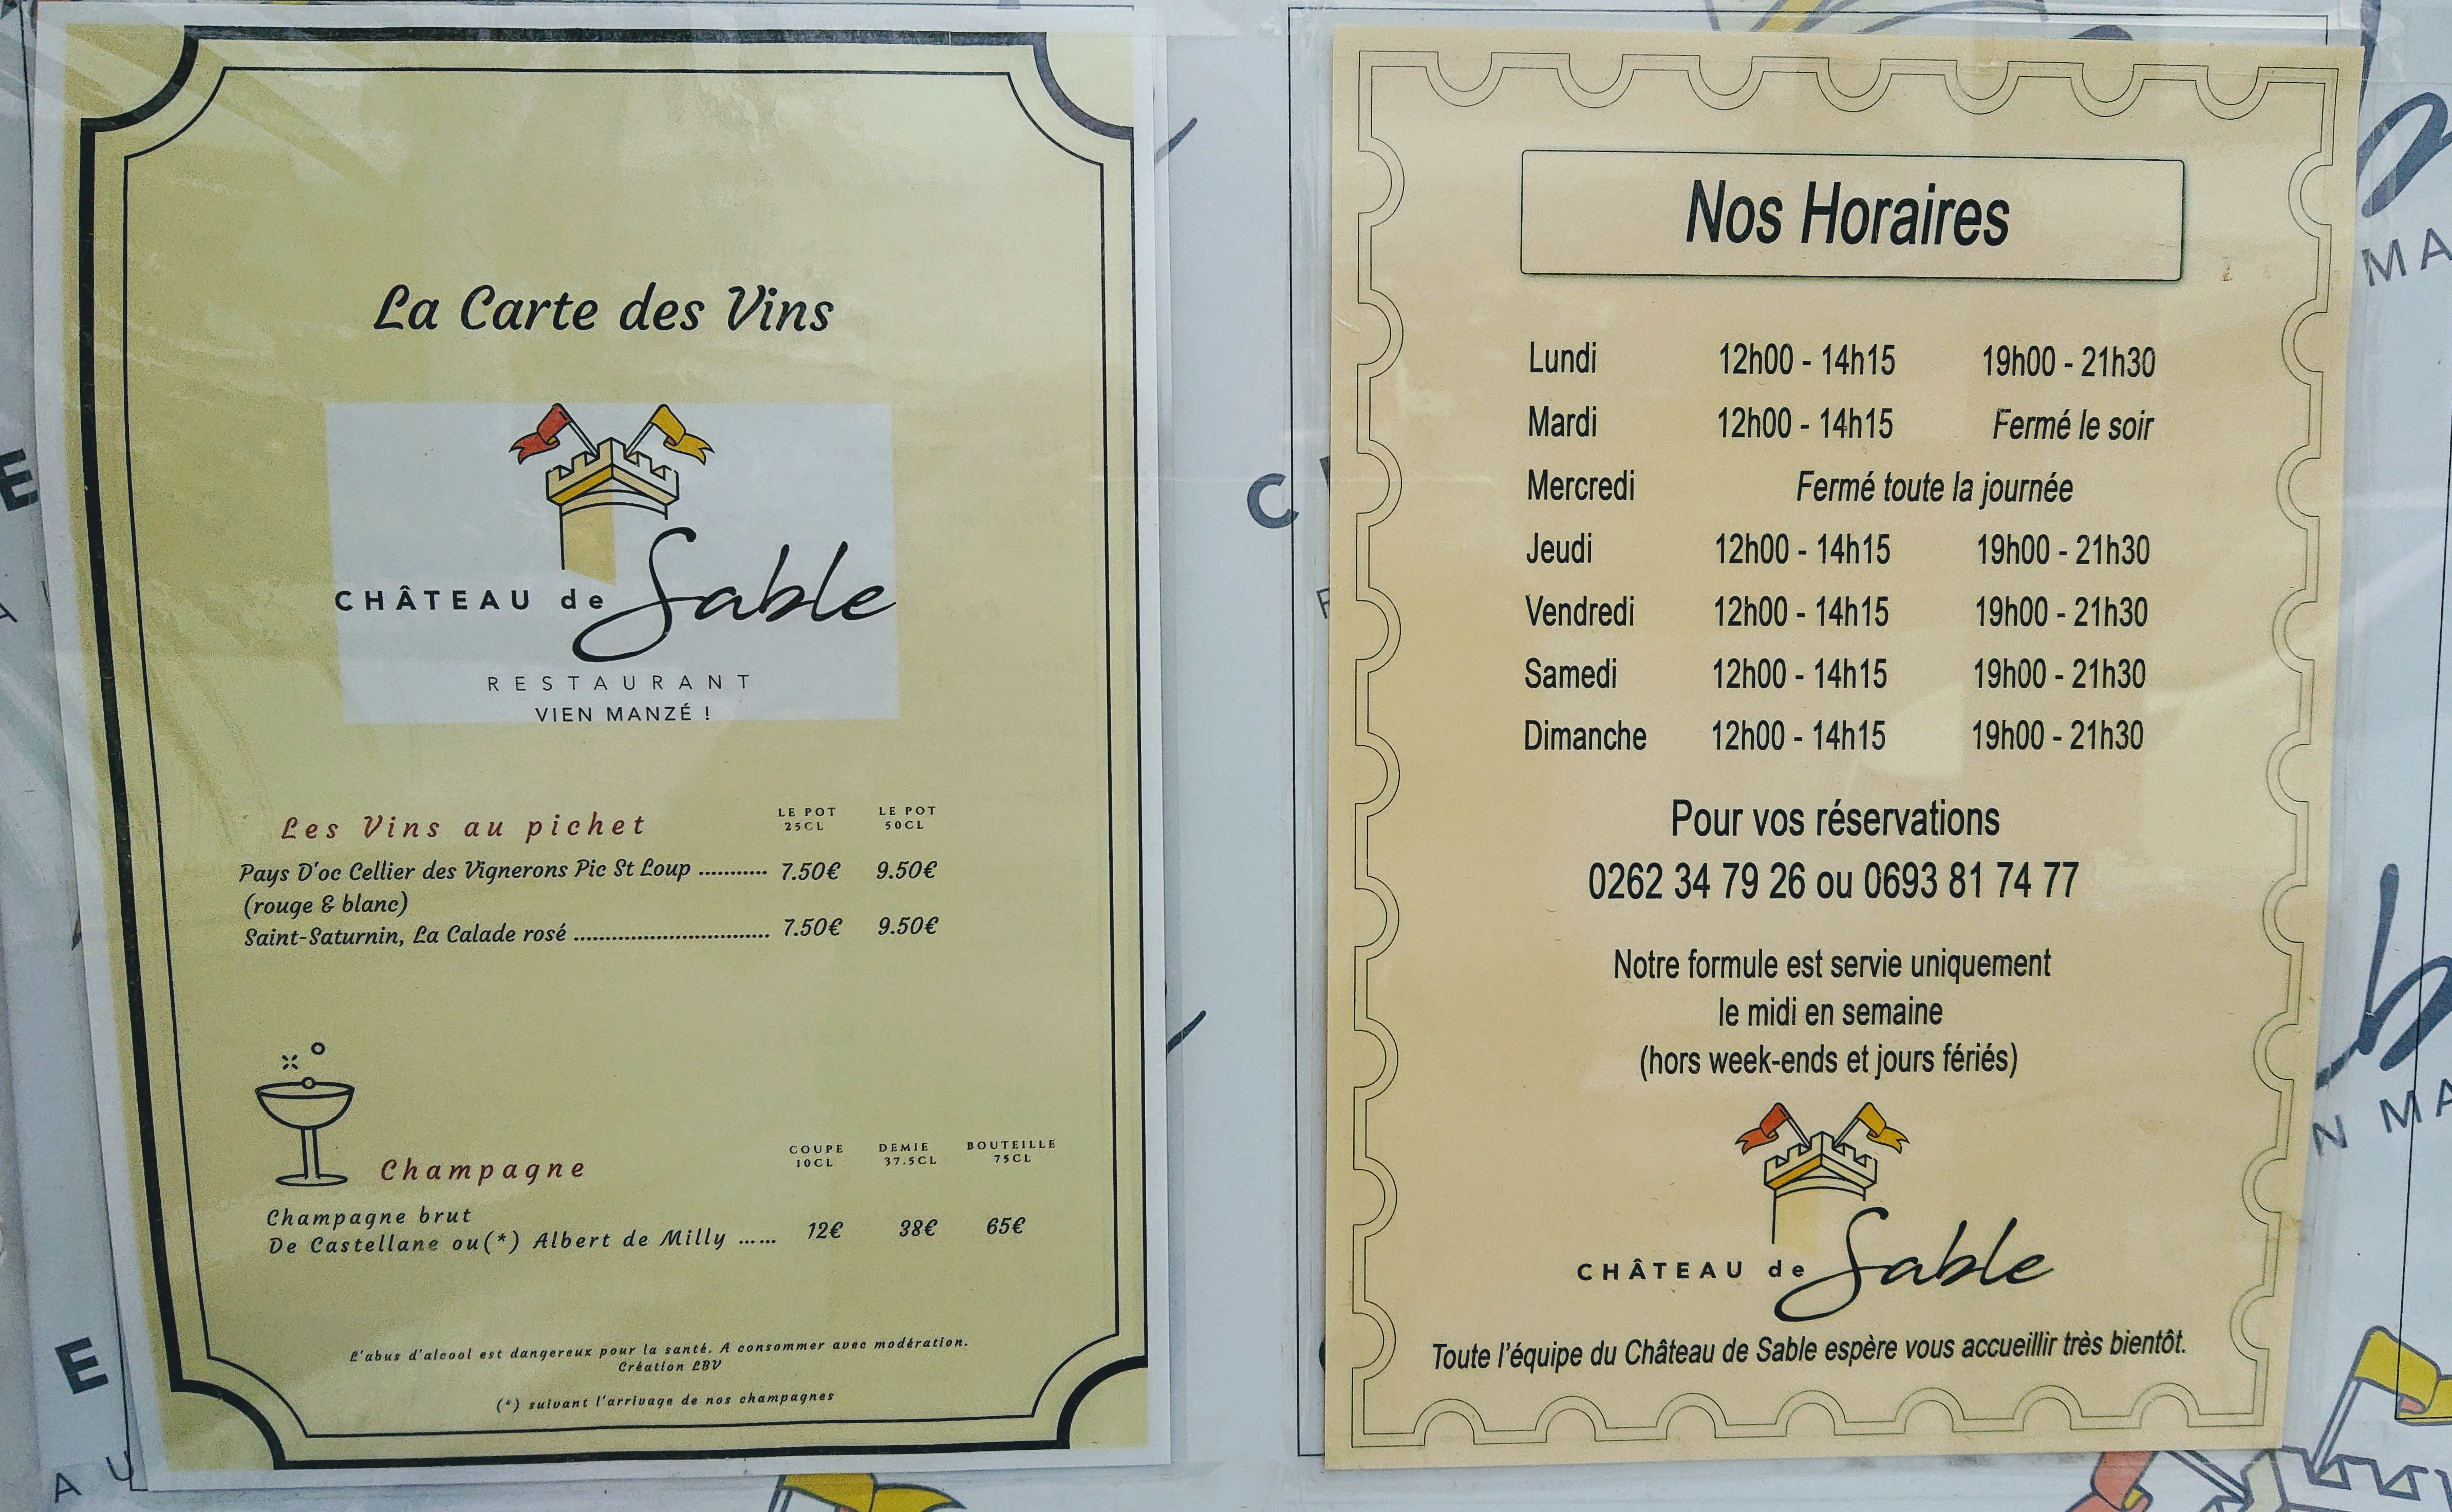 La Carte des Vins
CHÂTEAU de Sable
RESTAURANT
VIEN MANZÉ !
Les Vins au pichet LE POT 25CL LE POT 50CL
Pays D'oc Cellier des Vignerons Pic St Loup ........... 7.50€ 9.50€
(rouge & blanc)
Saint-Saturnin, La Calade rosé ............................... 7.50€ 9.50€
Champagne COUPE 10CL DEMIE 37.5CL BOUTEILLE 75CL
Champagne brut
De Castellane ou(*) Albert de Milly ...... 12€ 38€ 65€
L'abus d'alcool est dangereux pour la santé. A consommer avec modération.
Création LBV
(*) suivant l'arrivage de nos champagnes
Nos Horaires
Lundi 12h00 - 14h15 19h00 - 21h30
Mardi 12h00 - 14h15 Fermé le soir
Mercredi Fermé toute la journée
Jeudi 12h00 - 14h15 19h00 - 21h30
Vendredi 12h00 - 14h15 19h00 - 21h30
Samedi 12h00 - 14h15 19h00 - 21h30
Dimanche 12h00 - 14h15 19h00 - 21h30
Pour vos réservations
0262 34 79 26 ou 0693 81 74 77
Notre formule est servie uniquement
le midi en semaine
(hors week-ends et jours fériés)
CHÂTEAU de Sable
Toute l'équipe du Château de Sable espère vous accueillir très bientôt.